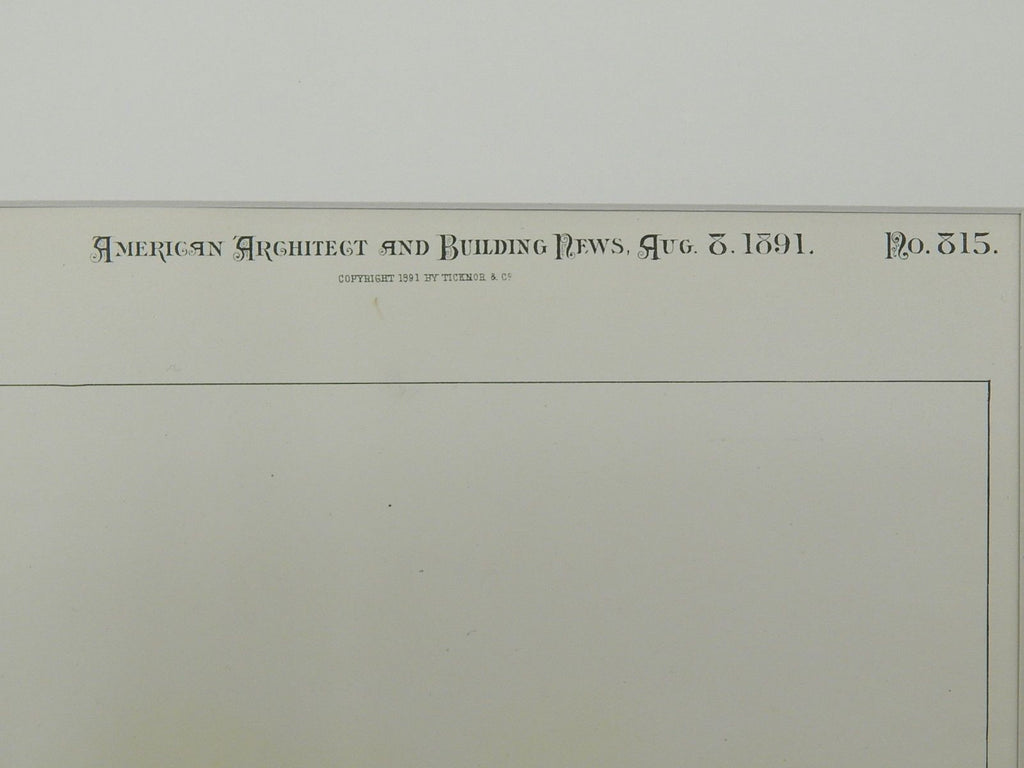 American Architect and Building News, Aug. 8. 1891. No. 815.
COPYRIGHT 1891 BY TICKNOR & Co